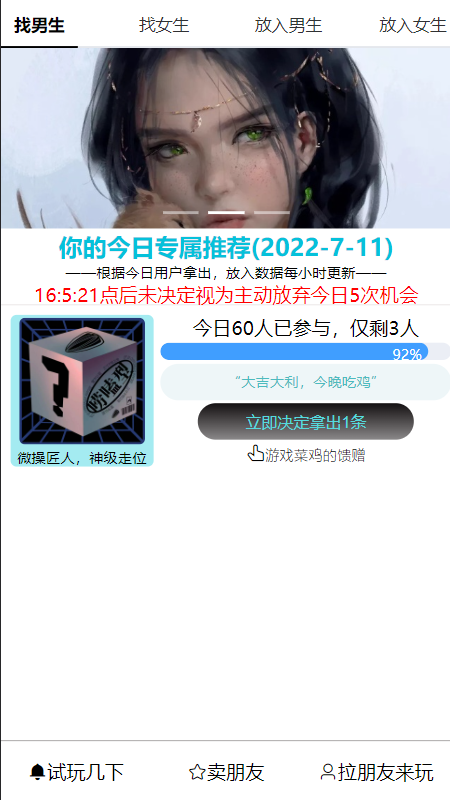 找男生 找女生 放入男生 放入女生
你的今日专属推荐(2022-7-11)
——根据今日用户拿出，放入数据每小时更新——
16:5:21点后未决定视为主动放弃今日5次机会
今日60人已参与，仅剩3人
92%
“大吉大利，今晚吃鸡”
立即决定拿出1条
游戏菜鸡的馈赠
?
唠嗑型
微操匠人，神级走位
试玩几下 卖朋友 拉朋友来玩